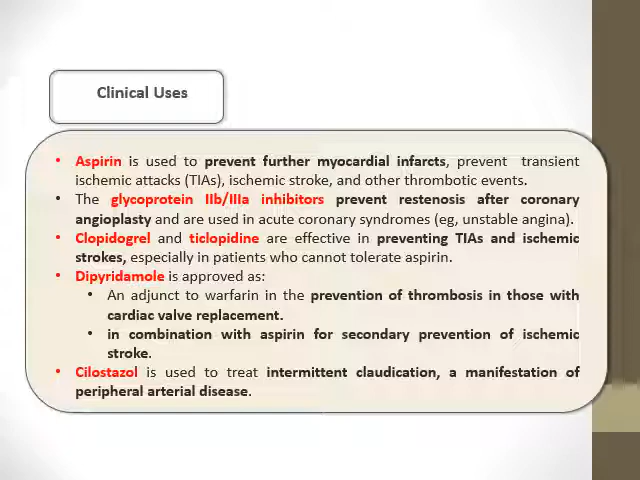 Clinical Uses
• Aspirin is used to prevent further myocardial infarcts, prevent transient
ischemic attacks (TIAs), ischemic stroke, and other thrombotic events.
• The glycoprotein IIb/IIIa inhibitors prevent restenosis after coronary
angioplasty and are used in acute coronary syndromes (eg, unstable angina).
• Clopidogrel and ticlopidine are effective in preventing TIAs and ischemic
strokes, especially in patients who cannot tolerate aspirin.
• Dipyridamole is approved as:
• An adjunct to warfarin in the prevention of thrombosis in those with
cardiac valve replacement.
• in combination with aspirin for secondary prevention of ischemic
stroke.
• Cilostazol is used to treat intermittent claudication, a manifestation of
peripheral arterial disease.